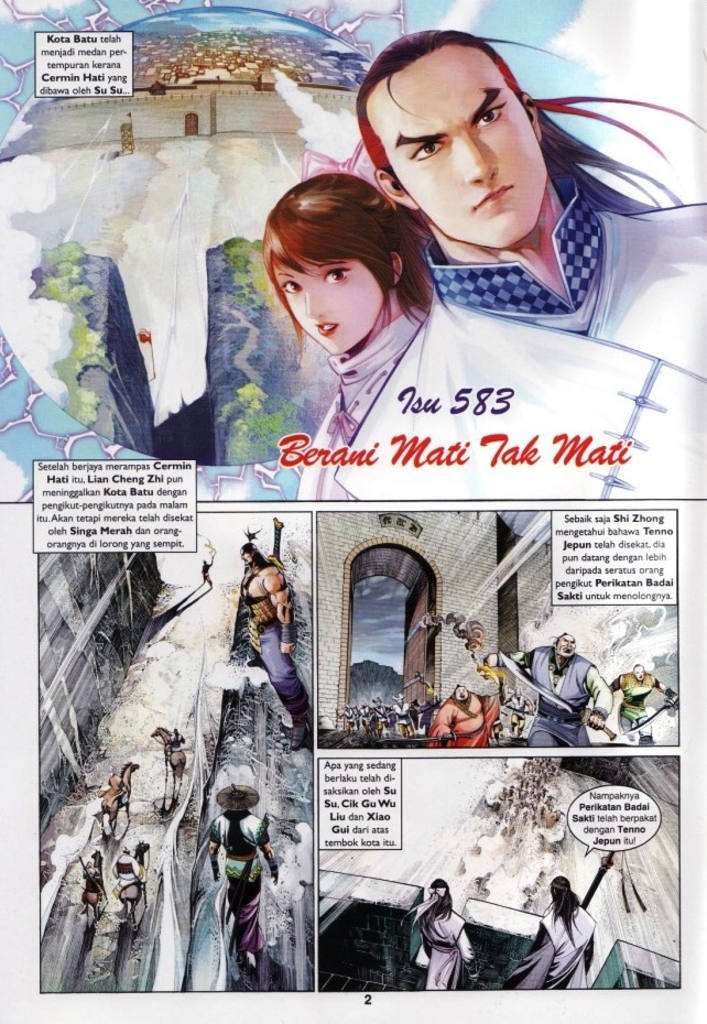 Kota Batu telah
menjadi medan per-
tempuran kerana
Cermin Hati yang
dibawa oleh Su Su...
Isu 583
Berani Mati Tak Mati
Setelah berjaya merampas Cermin
Hati itu, Lian Cheng Zhi pun
meninggalkan Kota Batu dengan
pengikut-pengikutnya pada malam
itu. Akan tetapi mereka telah disekat
oleh Singa Merah dan orang-
orangnya di lorong yang sempit.
Sebaik saja Shi Zhong
mengetahui bahawa Tenno
Jepun telah disekat, dia
pun datang dengan lebih
daripada seratus orang
pengikut Perikatan Badai
Sakti untuk menolongnya.
Apa yang sedang
berlaku telah di-
saksikan oleh Su
Su, Cik Gu Wu
Liu dan Xiao
Gui dari atas
tembok kota itu.
Nampaknya
Perikatan Badai
Sakti telah berpakat
dengan Tenno
Jepun itu!
2